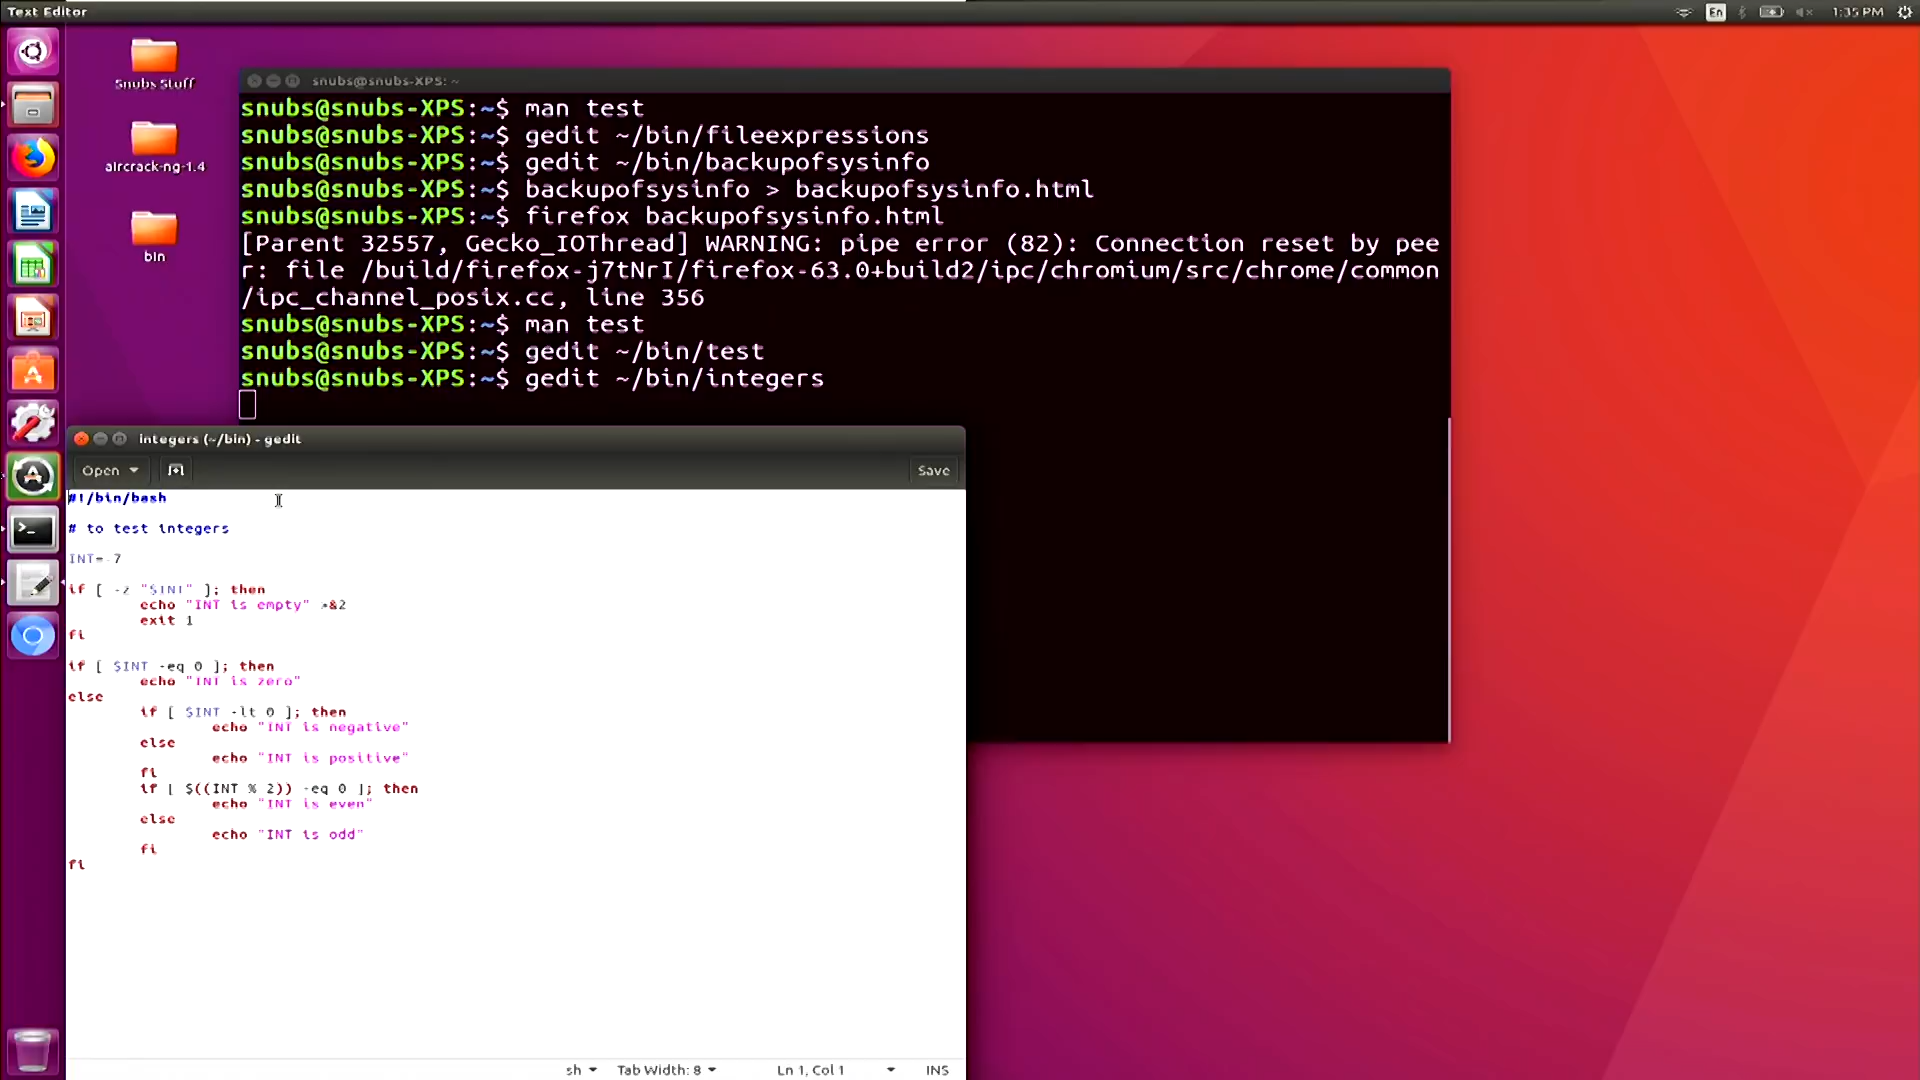 Text Editor
En
1:35 PM
Snubs Stuff
aircrack-ng-1.4
bin
snubs@snubs-XPS: ~
snubs@snubs-XPS:~$ man test
snubs@snubs-XPS:~$ gedit ~/bin/fileexpressions
snubs@snubs-XPS:~$ gedit ~/bin/backupofsysinfo
snubs@snubs-XPS:~$ backupofsysinfo > backupofsysinfo.html
snubs@snubs-XPS:~$ firefox backupofsysinfo.html
[Parent 32557, Gecko_IOThread] WARNING: pipe error (82): Connection reset by pee
r: file /build/firefox-j7tNrI/firefox-63.0+build2/ipc/chromium/src/chrome/common
/ipc_channel_posix.cc, line 356
snubs@snubs-XPS:~$ man test
snubs@snubs-XPS:~$ gedit ~/bin/test
snubs@snubs-XPS:~$ gedit ~/bin/integers
integers (~/bin) - gedit
Open
Save
#!/bin/bash
# to test integers
INT=-7
if [ -z "$INT" ]; then
echo "INT is empty" >&2
exit 1
fi
if [ $INT -eq 0 ]; then
echo "INT is zero"
else
if [ $INT -lt 0 ]; then
echo "INT is negative"
else
echo "INT is positive"
fi
if [ $((INT % 2)) -eq 0 ]; then
echo "INT is even"
else
echo "INT is odd"
fi
fi
sh
Tab Width: 8
Ln 1, Col 1
INS